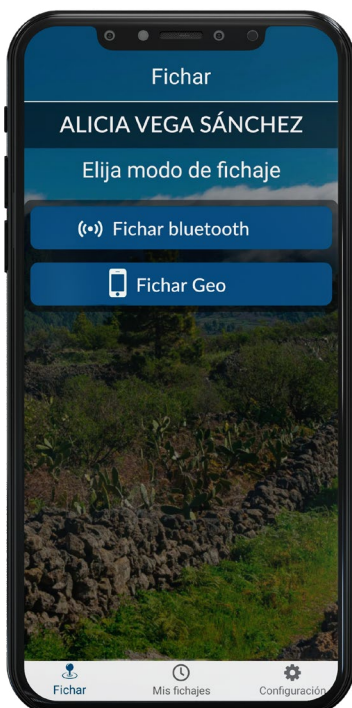 Fichar
ALICIA VEGA SÁNCHEZ
Elija modo de fichaje
Fichar bluetooth
Fichar Geo
Fichar
Mis fichajes
Configuración